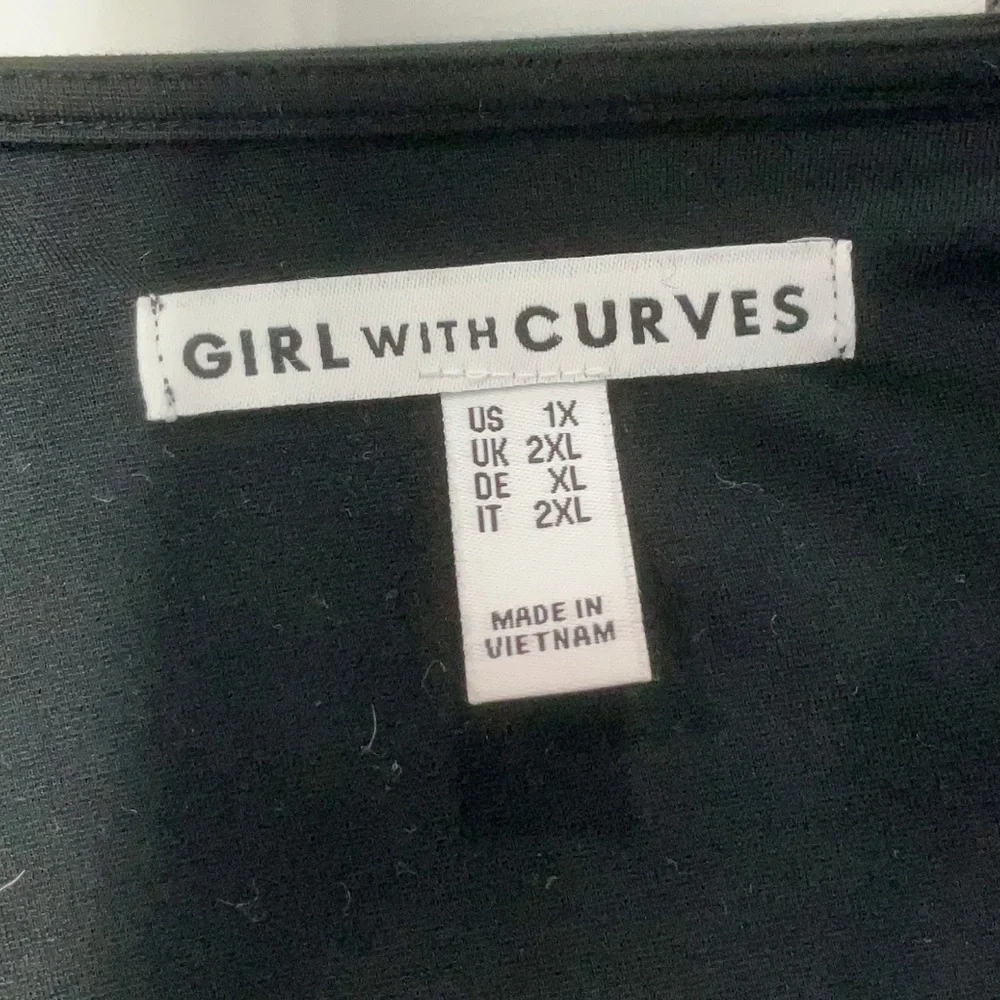 GIRL WITH CURVES
US 1X
UK 2XL
DE XL
IT 2XL
MADE IN
VIETNAM